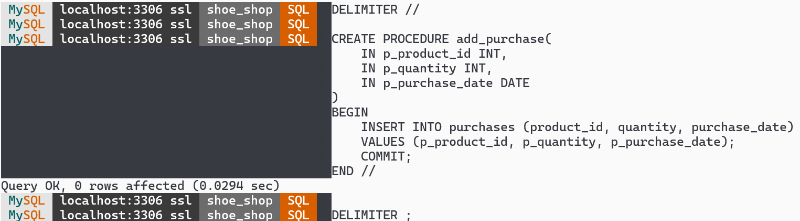 MySQL localhost:3306 ssl shoe_shop SQL DELIMITER //
MySQL localhost:3306 ssl shoe_shop SQL
MySQL localhost:3306 ssl shoe_shop SQL CREATE PROCEDURE add_purchase(
    IN p_product_id INT,
    IN p_quantity INT,
    IN p_purchase_date DATE
)
BEGIN
    INSERT INTO purchases (product_id, quantity, purchase_date)
    VALUES (p_product_id, p_quantity, p_purchase_date);
    COMMIT;
END //
Query OK, 0 rows affected (0.0294 sec)
MySQL localhost:3306 ssl shoe_shop SQL
MySQL localhost:3306 ssl shoe_shop SQL DELIMITER ;